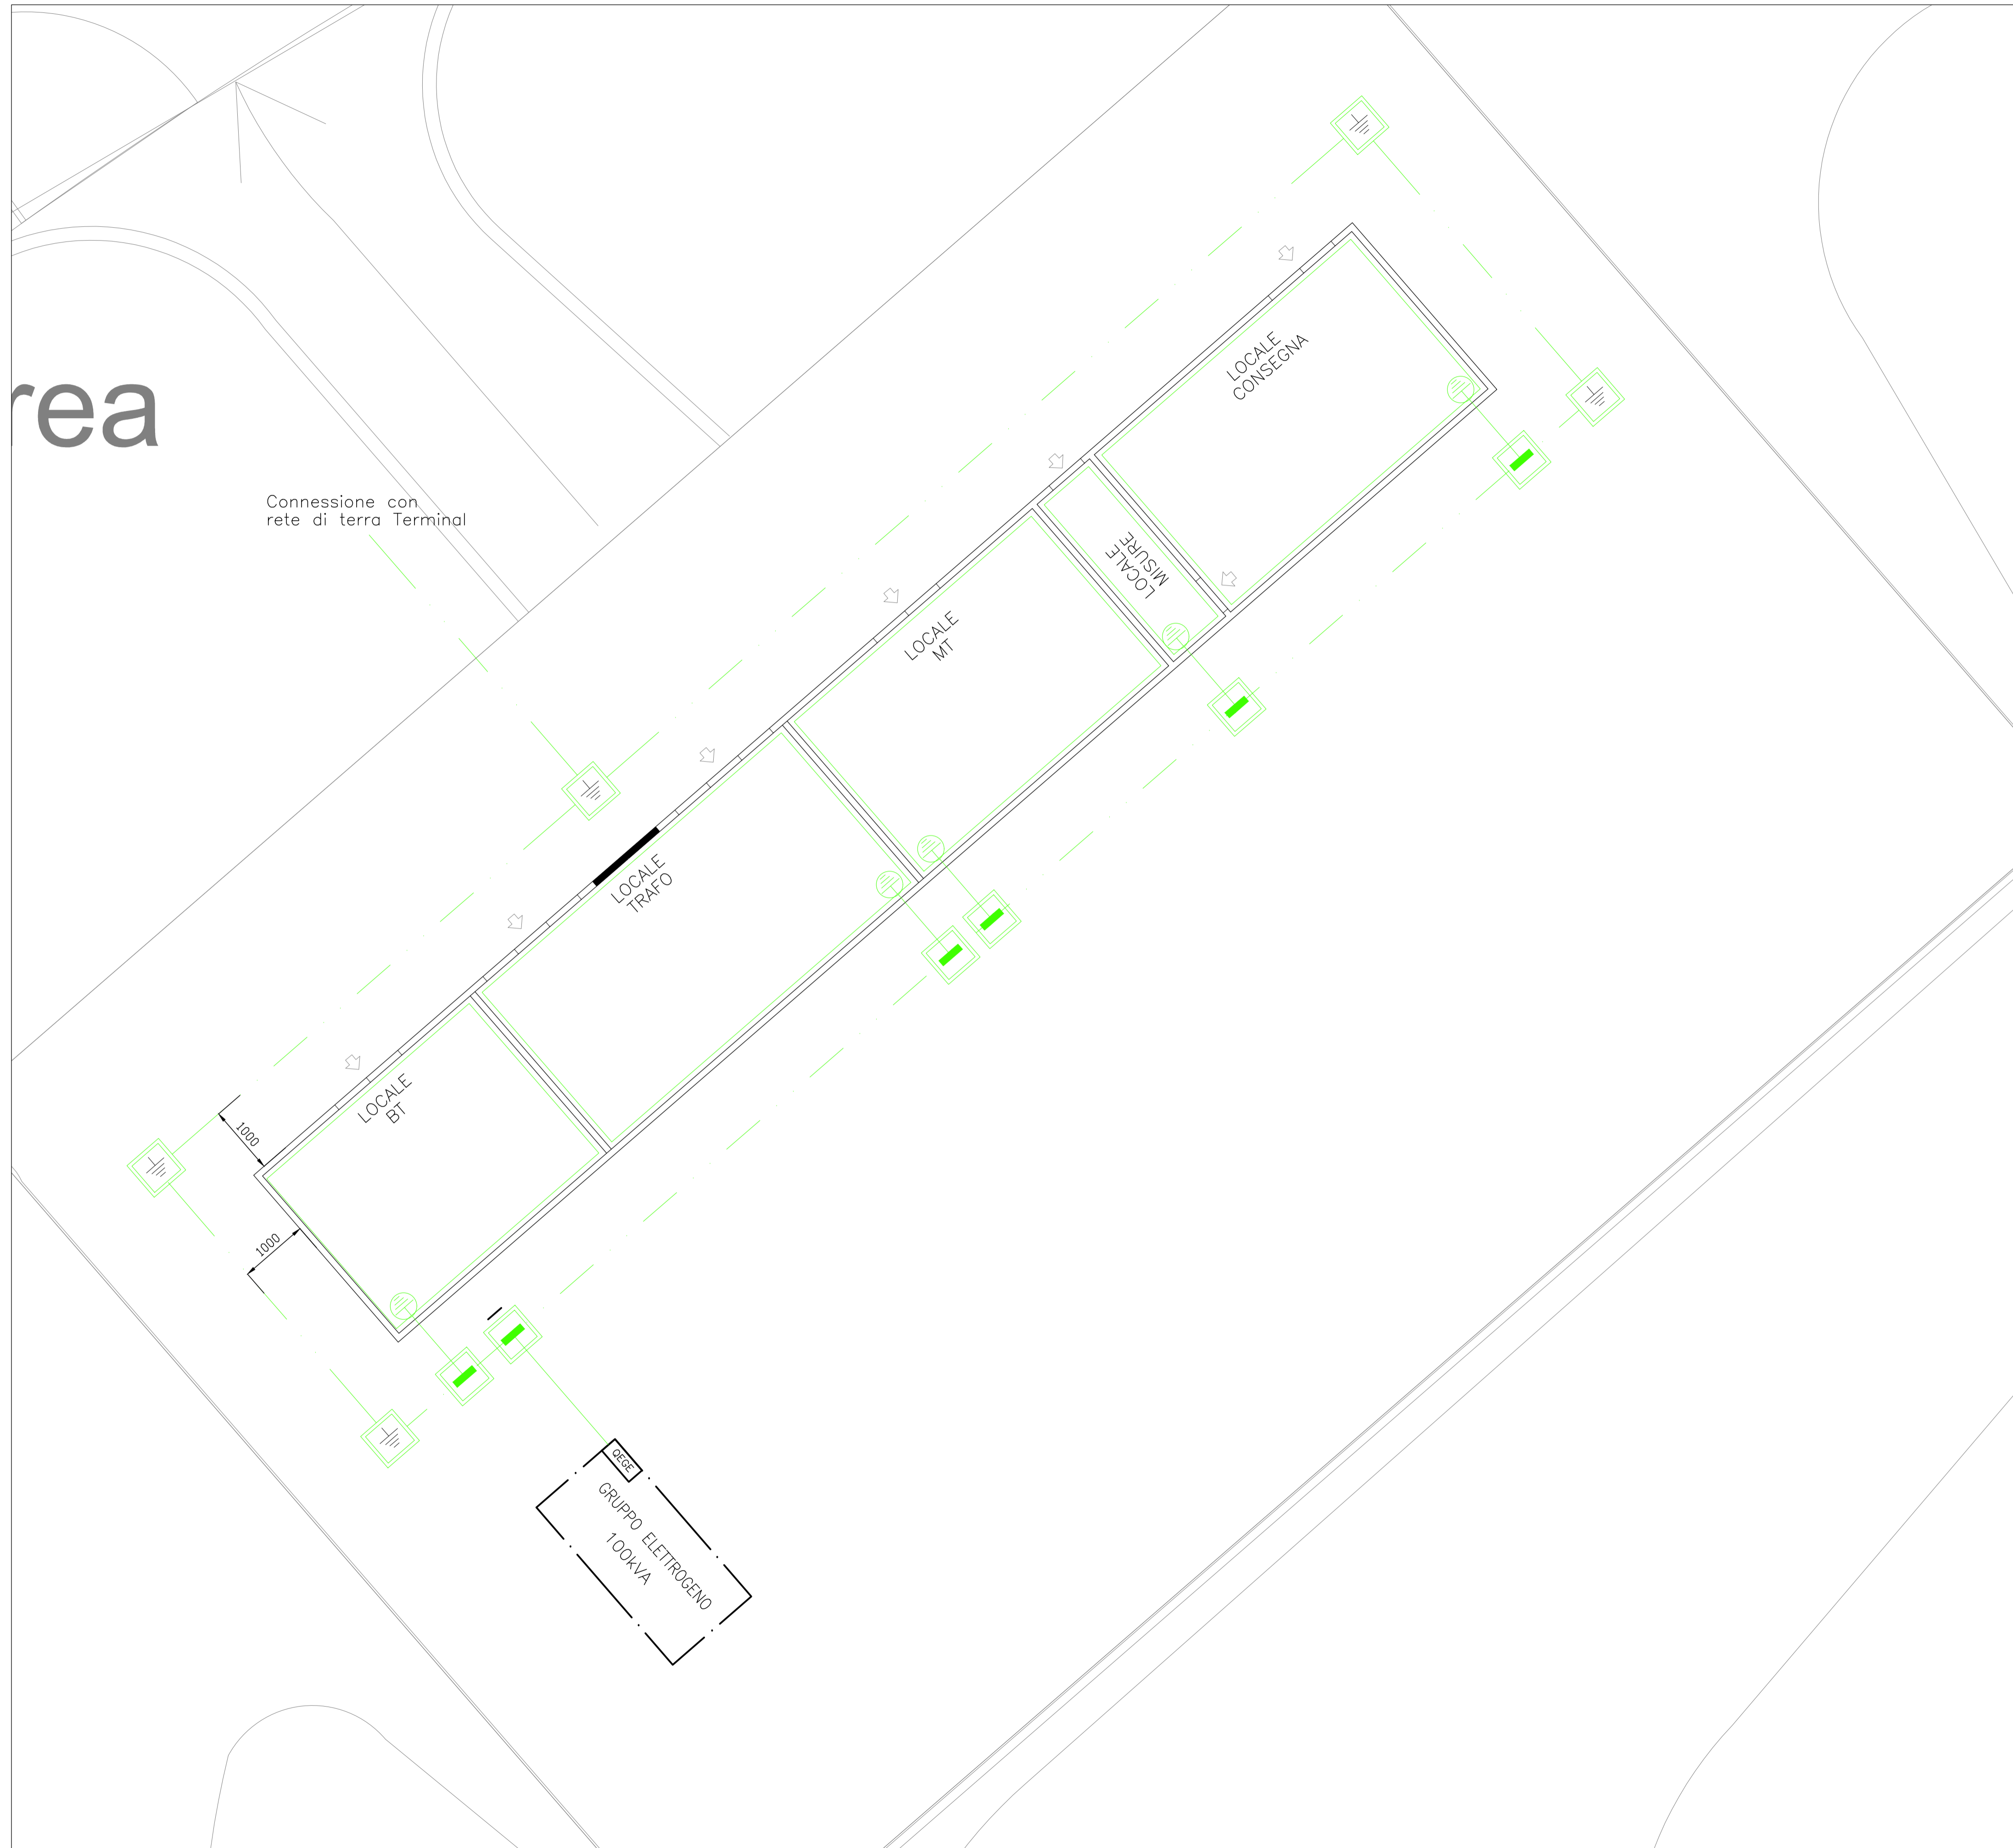 rea
Connessione con
rete di terra Terminal
LOCALE
CONSEGNA
LOCALE
MISURE
LOCALE
MT
LOCALE
TRAFO
LOCALE
BT
1000
1000
QEGE
GRUPPO ELETTROGENO
100kVA